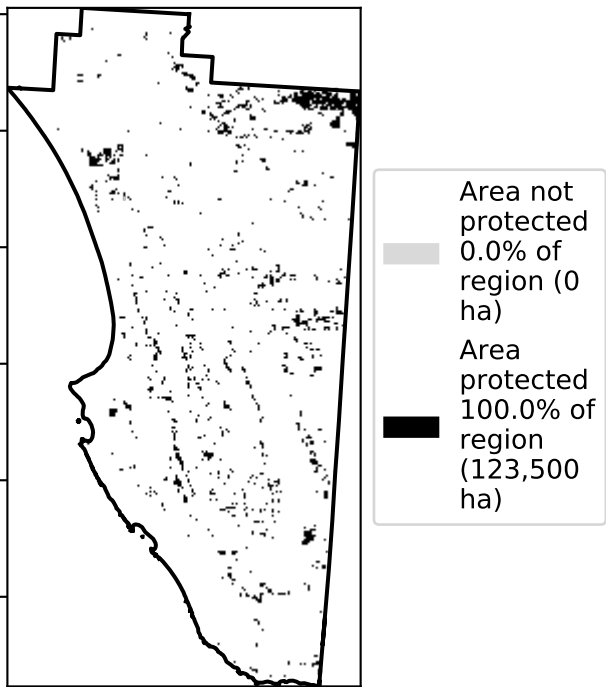 Area not
protected
0.0% of
region (0
ha)
Area
protected
100.0% of
region
(123,500
ha)